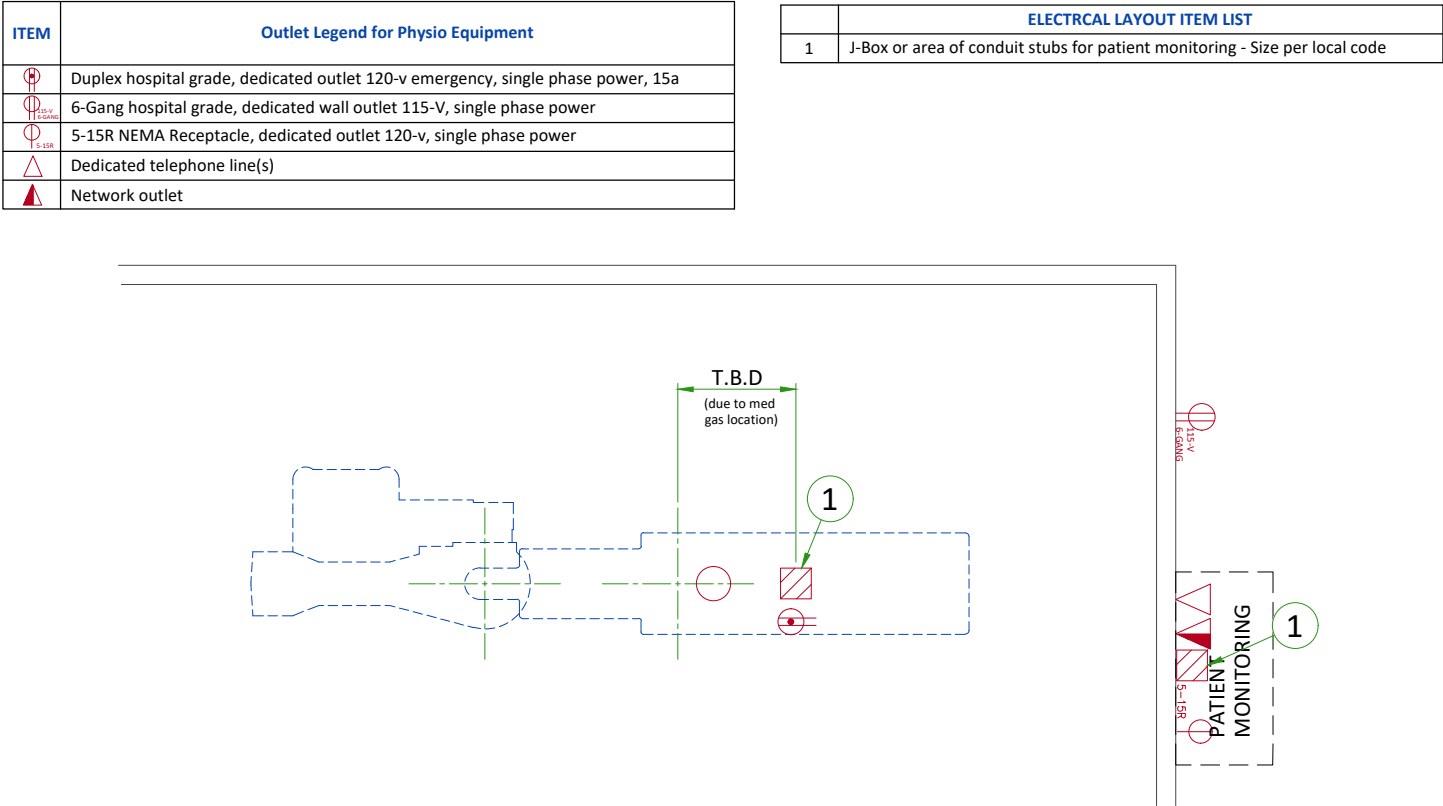 ITEM
Outlet Legend for Physio Equipment
Duplex hospital grade, dedicated outlet 120-v emergency, single phase power, 15a
115-V
6-GANG
6-Gang hospital grade, dedicated wall outlet 115-V, single phase power
5-15R
5-15R NEMA Receptacle, dedicated outlet 120-v, single phase power
Dedicated telephone line(s)
Network outlet
ELECTRCAL LAYOUT ITEM LIST
1 J-Box or area of conduit stubs for patient monitoring - Size per local code
T.B.D
(due to med
gas location)
1
115-V
6-GANG
1
5-15R
PATIENT
MONITORING